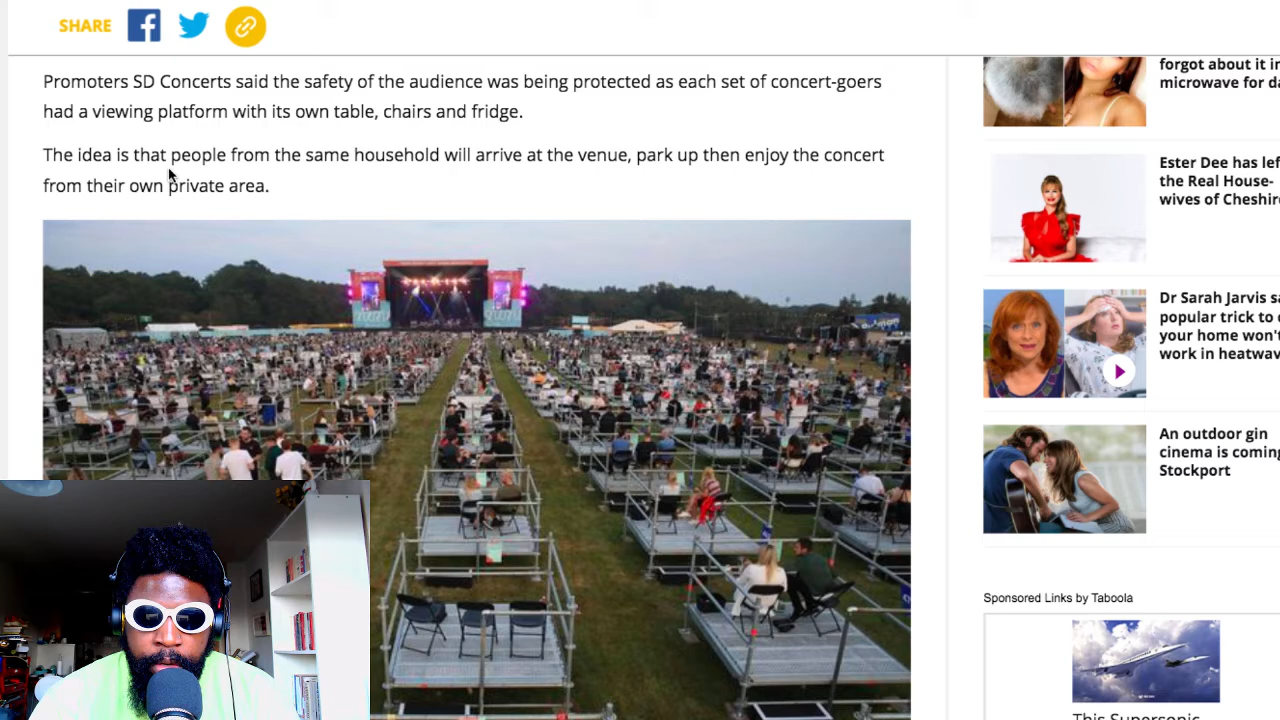 SHARE
Promoters SD Concerts said the safety of the audience was being protected as each set of concert-goers
had a viewing platform with its own table, chairs and fridge.
The idea is that people from the same household will arrive at the venue, park up then enjoy the concert
from their own private area.
forgot about it in
microwave for da
Ester Dee has lef
the Real House-
wives of Cheshire
Dr Sarah Jarvis sa
popular trick to
your home won't
work in heatwav
An outdoor gin
cinema is coming
Stockport
Sponsored Links by Taboola
This Supersonic